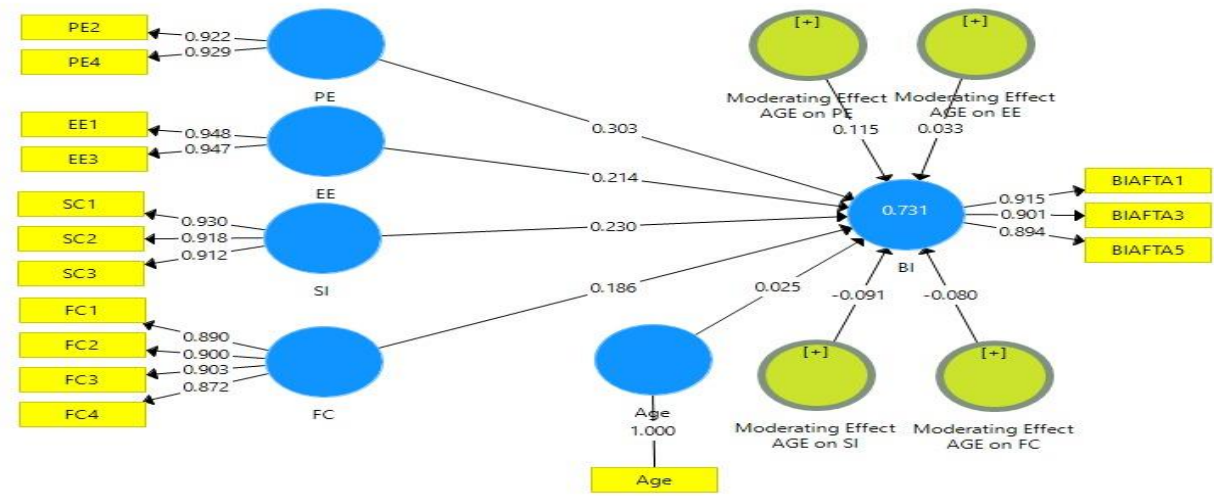 PE2
PE4
0.922
0.929
PE
EE1
EE3
0.948
0.947
EE
SC1
SC2
SC3
0.930
0.918
0.912
SI
FC1
FC2
FC3
FC4
0.890
0.900
0.903
0.872
FC
0.303
0.214
0.230
0.186
0.025
[+]
Moderating Effect
AGE on PE
0.115
[+]
Moderating Effect
AGE on EE
0.033
0.731
BI
0.915
0.901
0.894
BIAFTA1
BIAFTA3
BIAFTA5
-0.091
-0.080
[+]
Moderating Effect
AGE on SI
[+]
Moderating Effect
AGE on FC
Age
1.000
Age